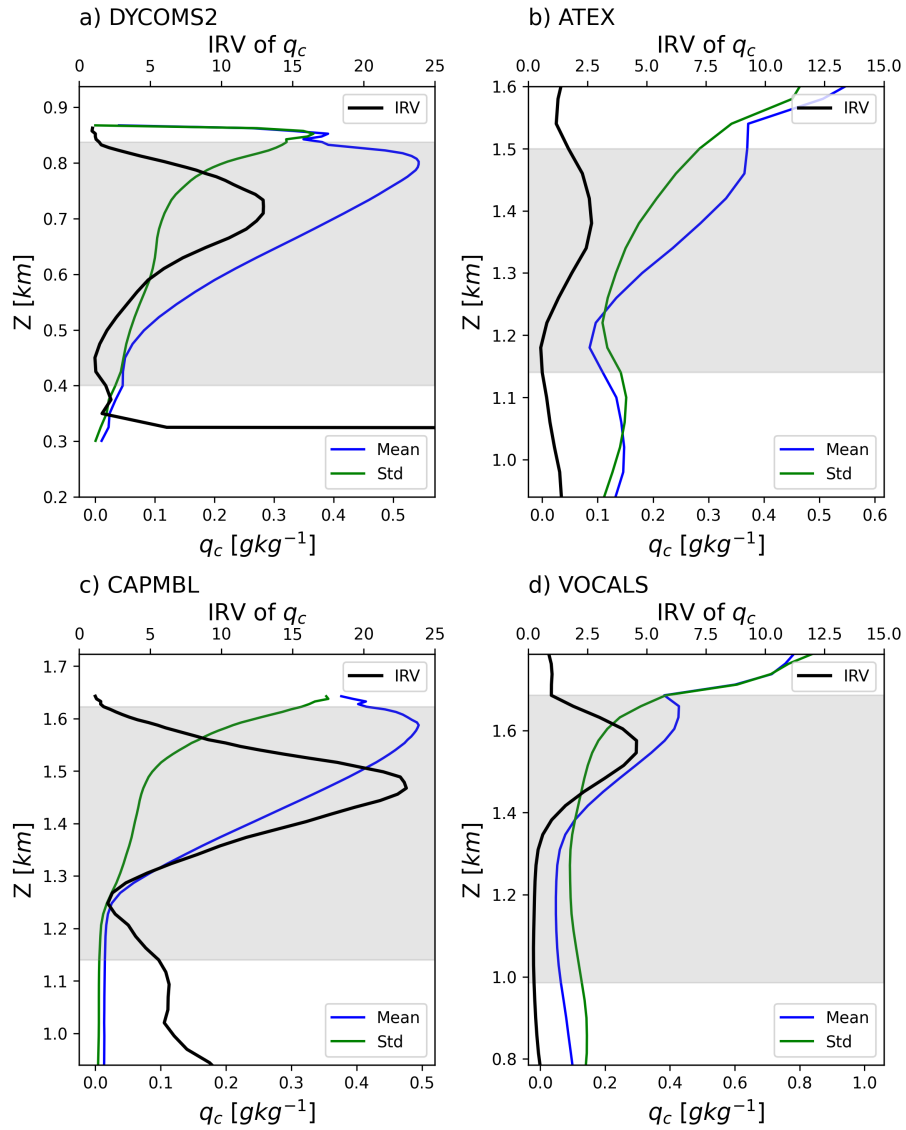 a) DYCOMS2
IRV of q_c
0 5 10 15 20 25
IRV
0.9
0.8
0.7
0.6
0.5
0.4
0.3
0.2
Z [km]
Mean
Std
0.0 0.1 0.2 0.3 0.4 0.5
q_c [gkg⁻¹]
b) ATEX
IRV of q_c
0.0 2.5 5.0 7.5 10.0 12.5 15.0
IRV
1.6
1.5
1.4
1.3
1.2
1.1
1.0
Z [km]
Mean
Std
0.0 0.1 0.2 0.3 0.4 0.5 0.6
q_c [gkg⁻¹]
c) CAPMBL
IRV of q_c
0 5 10 15 20 25
IRV
1.7
1.6
1.5
1.4
1.3
1.2
1.1
1.0
Z [km]
Mean
Std
0.0 0.1 0.2 0.3 0.4 0.5
q_c [gkg⁻¹]
d) VOCALS
IRV of q_c
0.0 2.5 5.0 7.5 10.0 12.5 15.0
IRV
1.6
1.4
1.2
1.0
0.8
Z [km]
Mean
Std
0.0 0.2 0.4 0.6 0.8 1.0
q_c [gkg⁻¹]